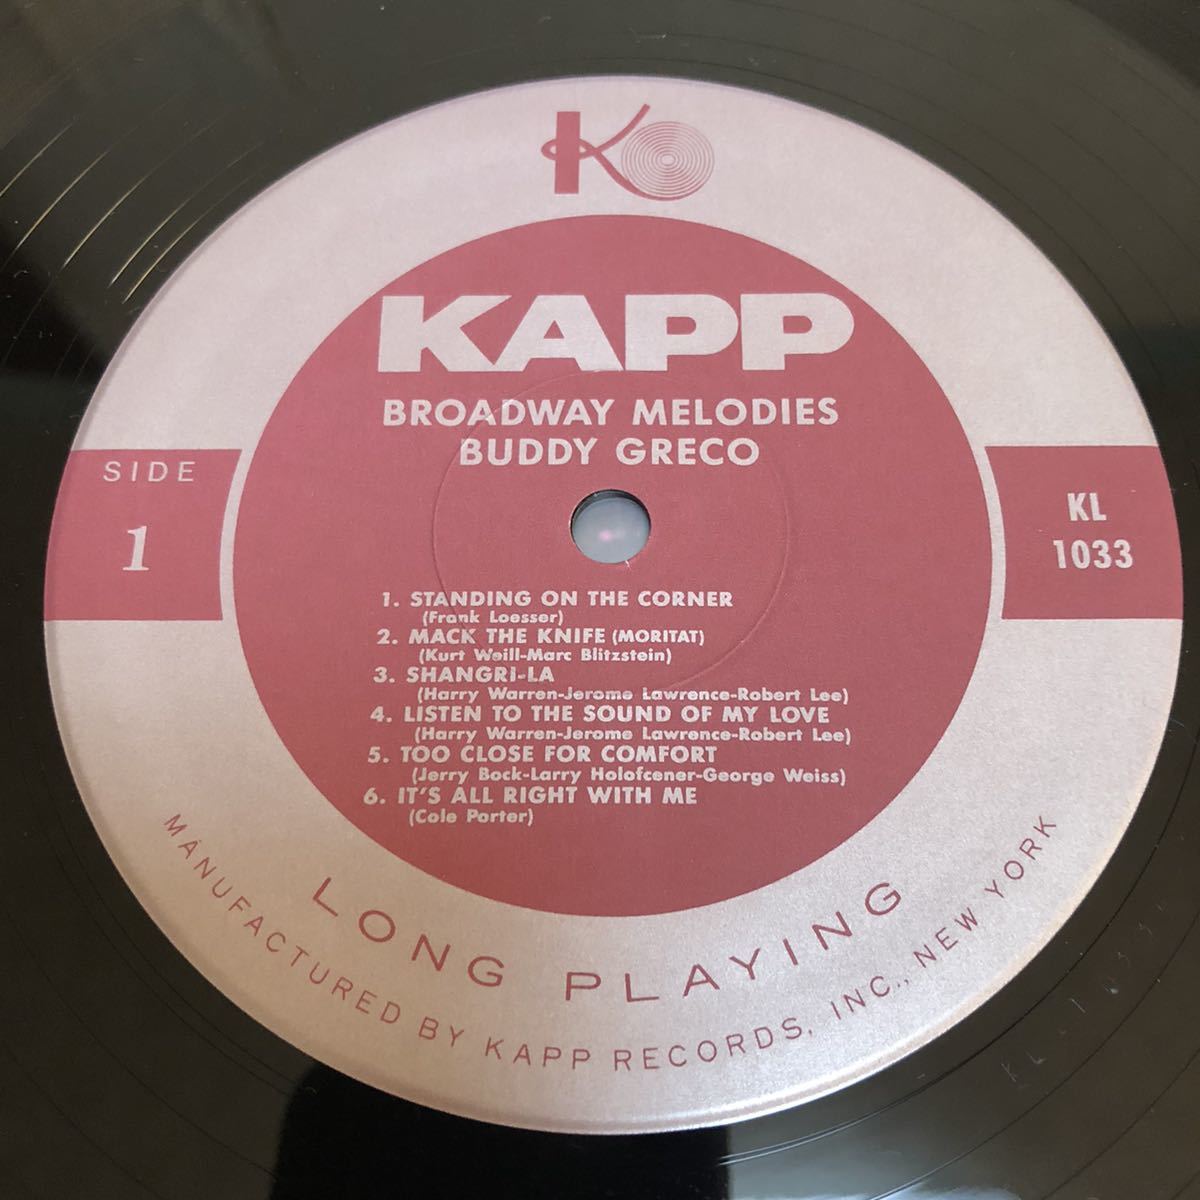 K
KAPP
BROADWAY MELODIES
BUDDY GRECO
SIDE
1
KL
1033
1. STANDING ON THE CORNER
(Frank Loesser)
2. MACK THE KNIFE (MORITAT)
(Kurt Weill-Marc Blitzstein)
3. SHANGRI-LA
(Harry Warren-Jerome Lawrence-Robert Lee)
4. LISTEN TO THE SOUND OF MY LOVE
(Harry Warren-Jerome Lawrence-Robert Lee)
5. TOO CLOSE FOR COMFORT
(Jerry Bock-Larry Holofcener-George Weiss)
6. IT'S ALL RIGHT WITH ME
(Cole Porter)
LONG PLAYING
MANUFACTURED BY KAPP RECORDS, INC., NEW YORK